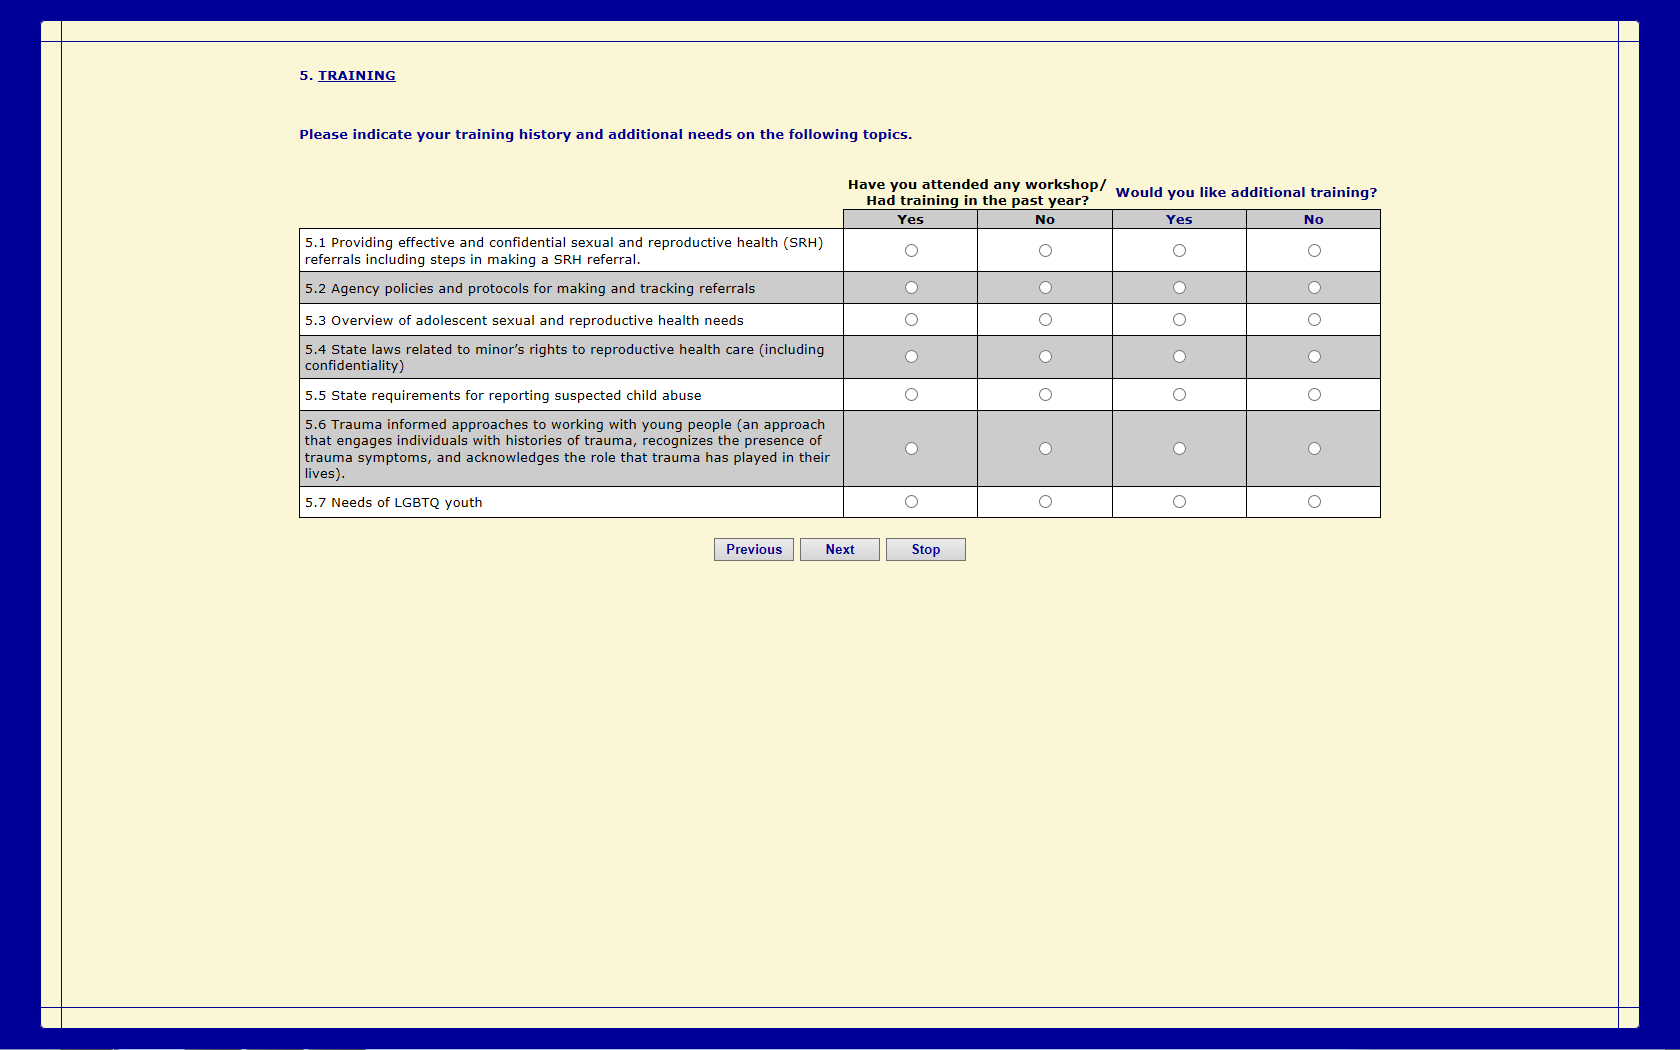 5. TRAINING
Please indicate your training history and additional needs on the following topics.
Have you attended any workshop/
Had training in the past year?
Would you like additional training?
Yes No Yes No
5.1 Providing effective and confidential sexual and reproductive health (SRH)
referrals including steps in making a SRH referral.
5.2 Agency policies and protocols for making and tracking referrals
5.3 Overview of adolescent sexual and reproductive health needs
5.4 State laws related to minor’s rights to reproductive health care (including
confidentiality)
5.5 State requirements for reporting suspected child abuse
5.6 Trauma informed approaches to working with young people (an approach
that engages individuals with histories of trauma, recognizes the presence of
trauma symptoms, and acknowledges the role that trauma has played in their
lives).
5.7 Needs of LGBTQ youth
Previous Next Stop